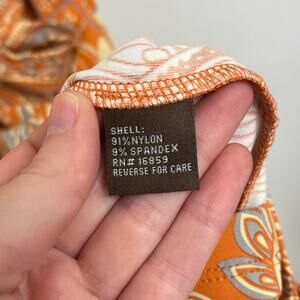 SHELL:
91% NYLON
9% SPANDEX
RN# 16859
REVERSE FOR CARE